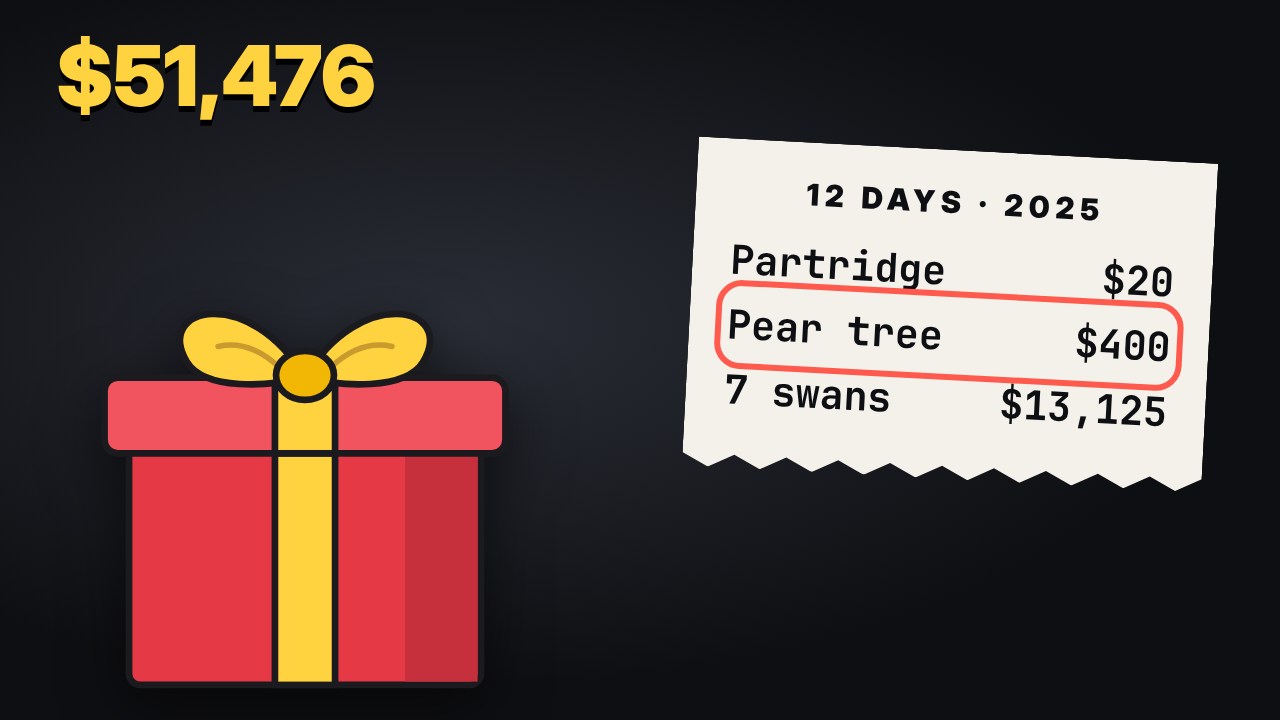 $51,476
12 DAYS · 2025
Partridge $20
Pear tree $400
7 swans $13,125